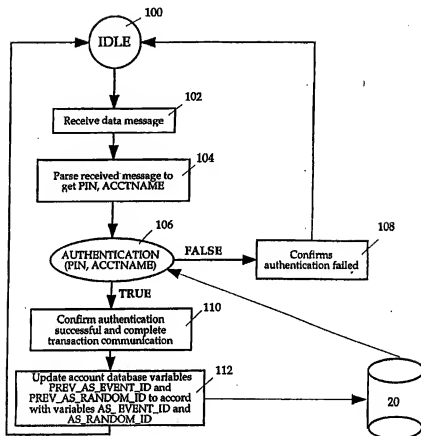 100
IDLE
102
Receive data message
104
Parse received message to
get PIN, ACCTNAME
106
AUTHENTICATION
(PIN, ACCTNAME)
FALSE
108
Confirms
authentication failed
TRUE
110
Confirm authentication
successful and complete
transaction communication
112
Update account database variables
PREV_AS_EVENT_ID and
PREV_AS_RANDOM_ID to accord
with variables AS_EVENT_ID and
AS_RANDOM_ID
20